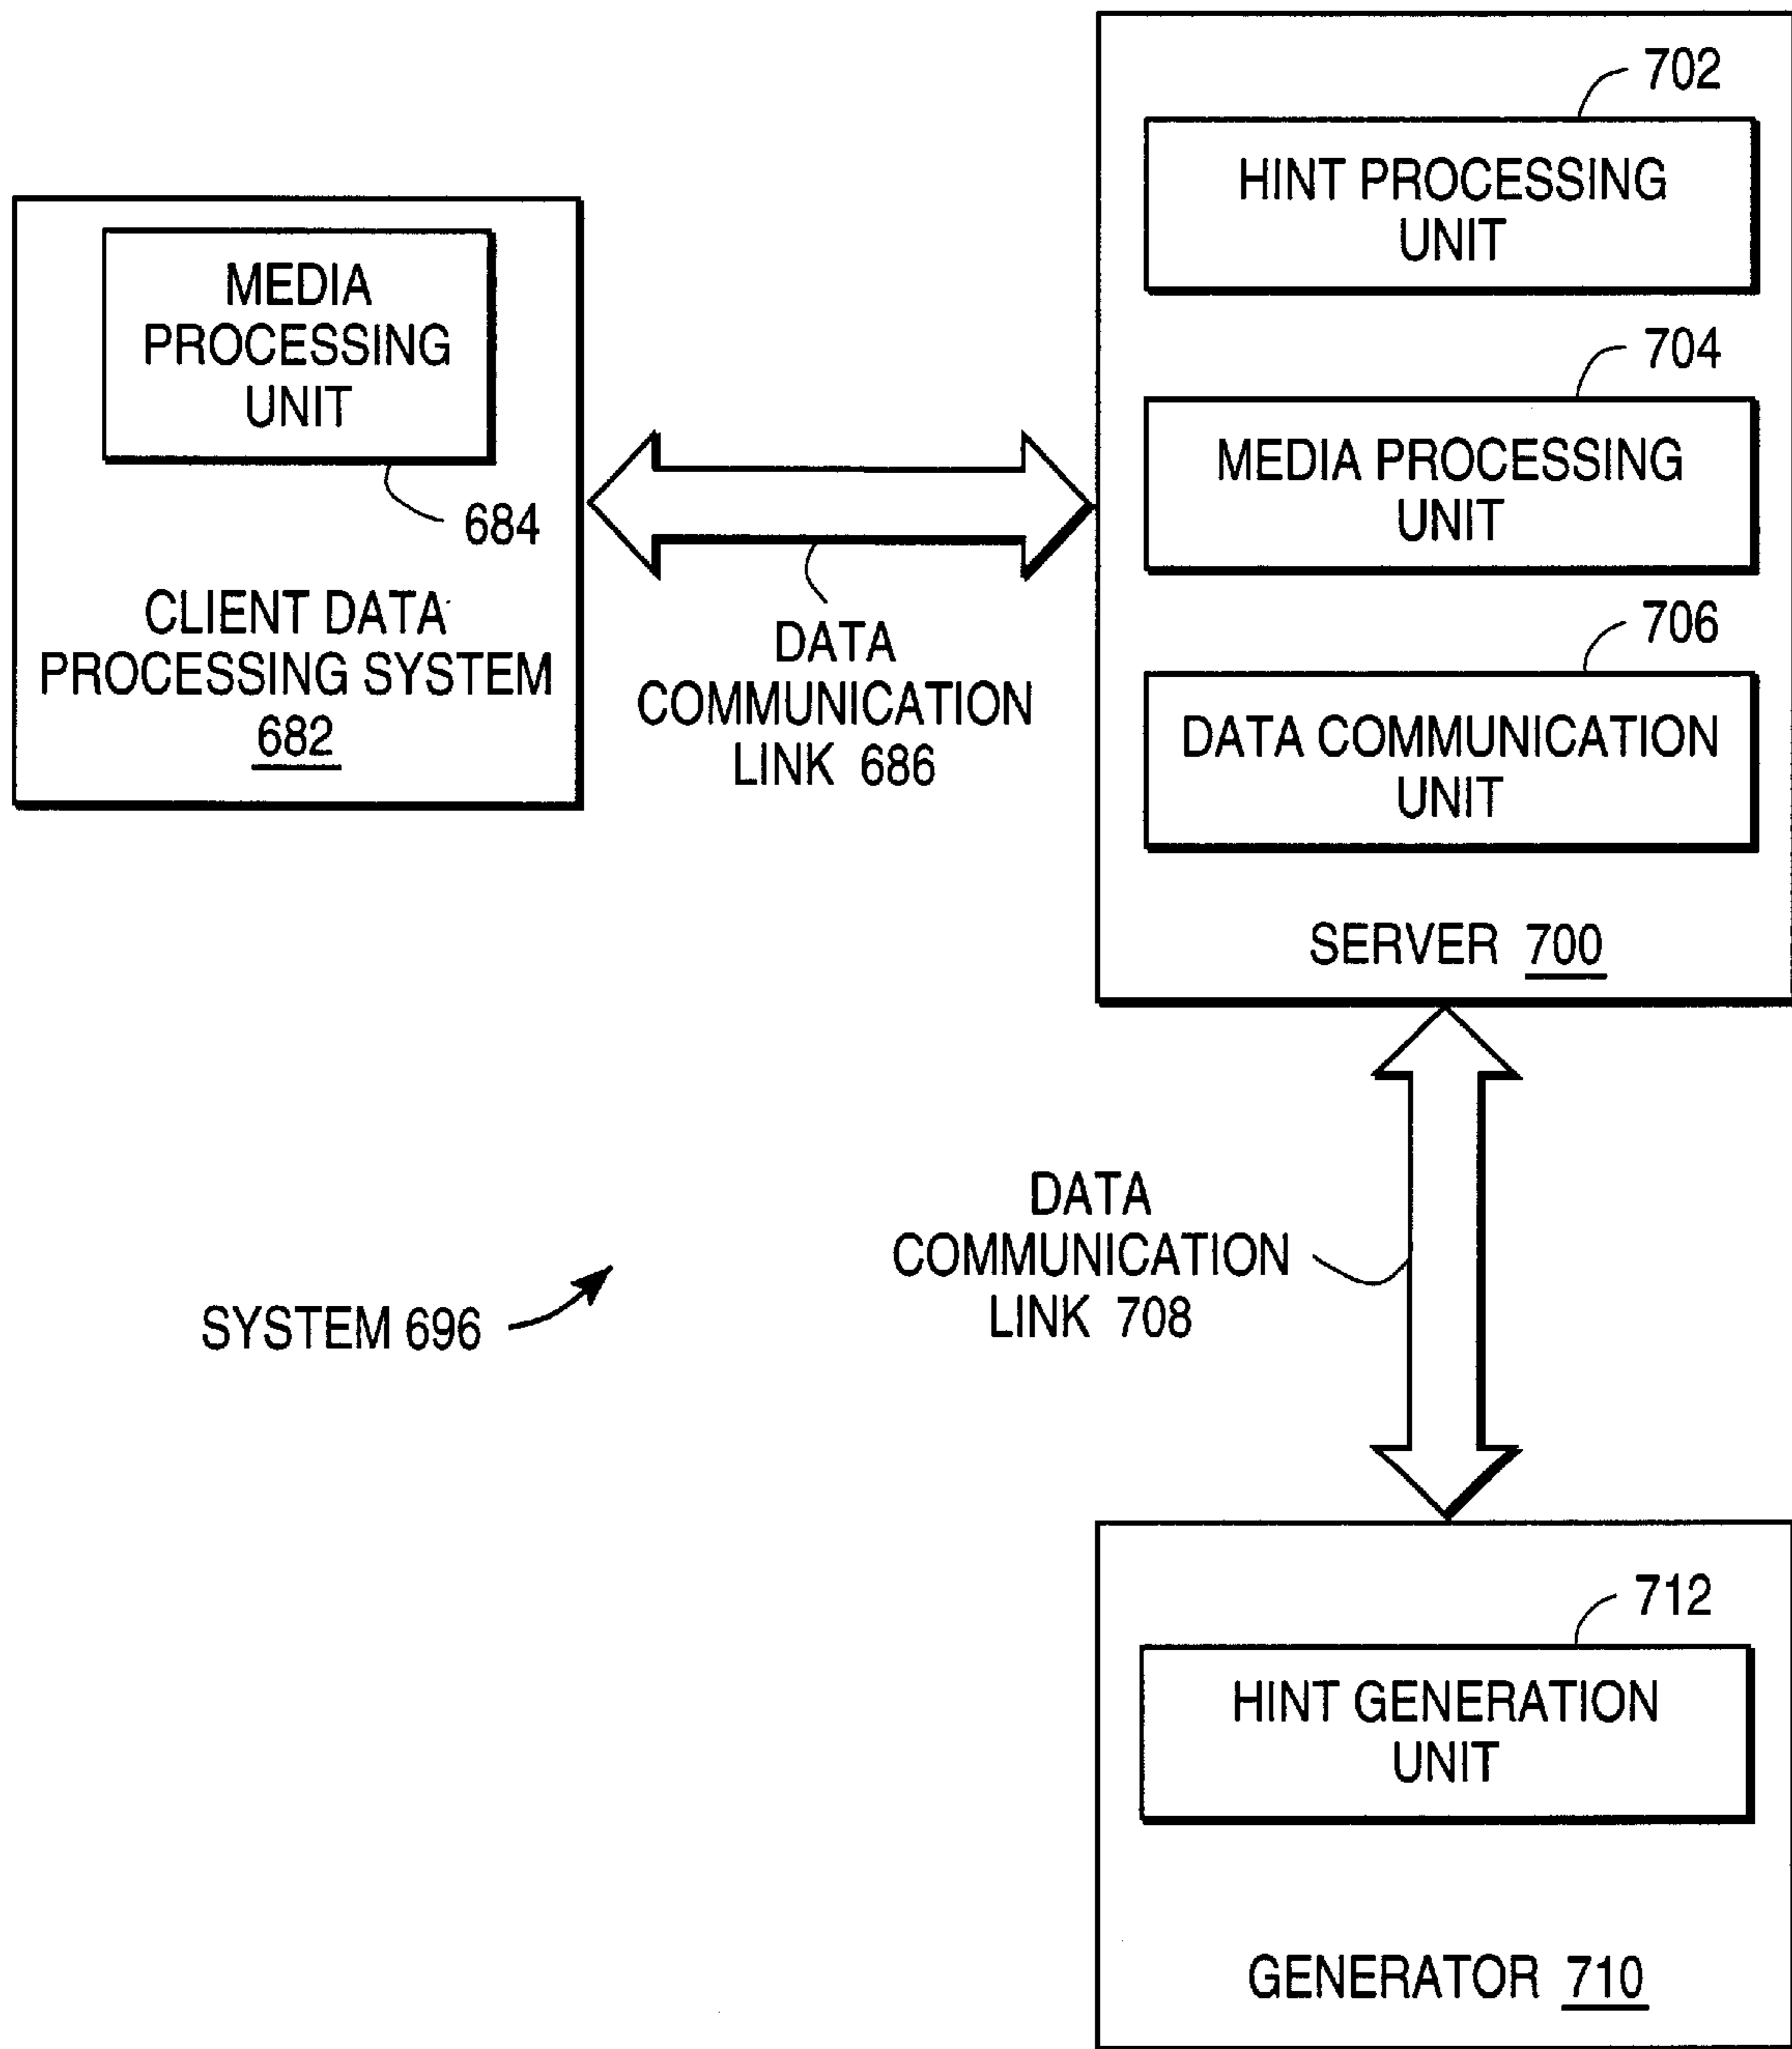 MEDIA
PROCESSING
UNIT
684
CLIENT DATA
PROCESSING SYSTEM
682
DATA
COMMUNICATION
LINK 686
702
HINT PROCESSING
UNIT
704
MEDIA PROCESSING
UNIT
706
DATA COMMUNICATION
UNIT
SERVER 700
DATA
COMMUNICATION
LINK 708
SYSTEM 696
712
HINT GENERATION
UNIT
GENERATOR 710